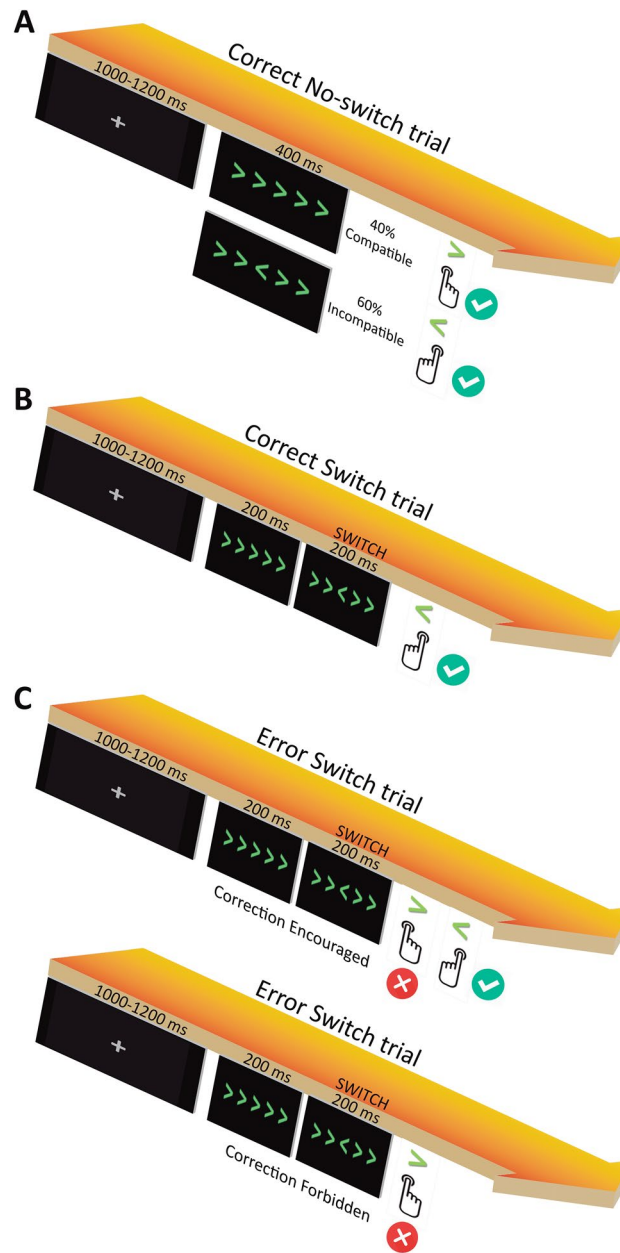 A
Correct No-switch trial
1000-1200 ms
+
400 ms
> > > > >
40%
Compatible
>
> > < > >
60%
Incompatible
<
B
Correct Switch trial
1000-1200 ms
+
200 ms
> > > > >
SWITCH
200 ms
> > < > >
<
C
Error Switch trial
1000-1200 ms
+
200 ms
> > > > >
SWITCH
200 ms
> > < > >
Correction Encouraged
>
<
Error Switch trial
1000-1200 ms
+
200 ms
> > > > >
SWITCH
200 ms
> > < > >
Correction Forbidden
>